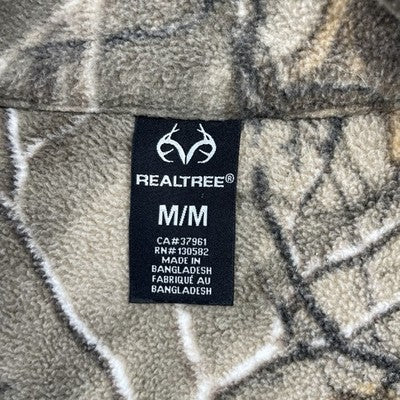 REALTREE®
M/M
CA#37961
RN#130582
MADE IN
BANGLADESH
FABRIQUÉ AU
BANGLADESH